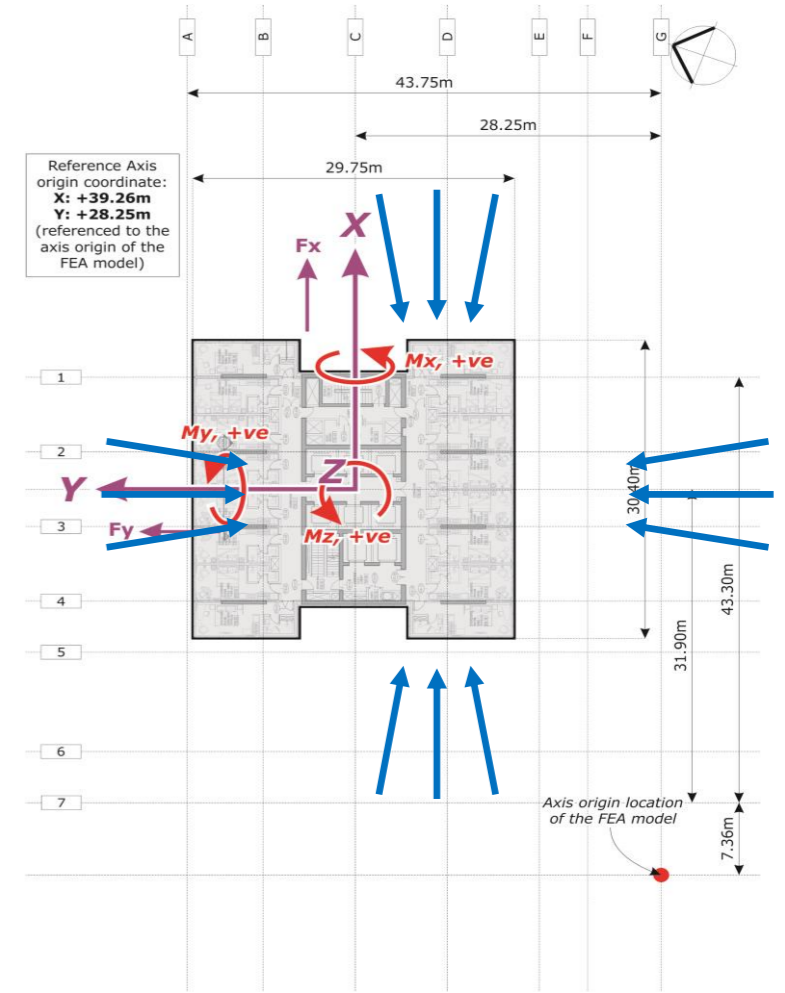 A
B
C
D
E
F
G
43.75m
28.25m
29.75m
Reference Axis
origin coordinate:
X: +39.26m
Y: +28.25m
(referenced to the
axis origin of the
FEA model)
X
Fx
Mx, +ve
1
My, +ve
2
Z
Y
30.40m
3
Fy
Mz, +ve
43.30m
4
31.90m
5
6
7
Axis origin location
of the FEA model
7.36m